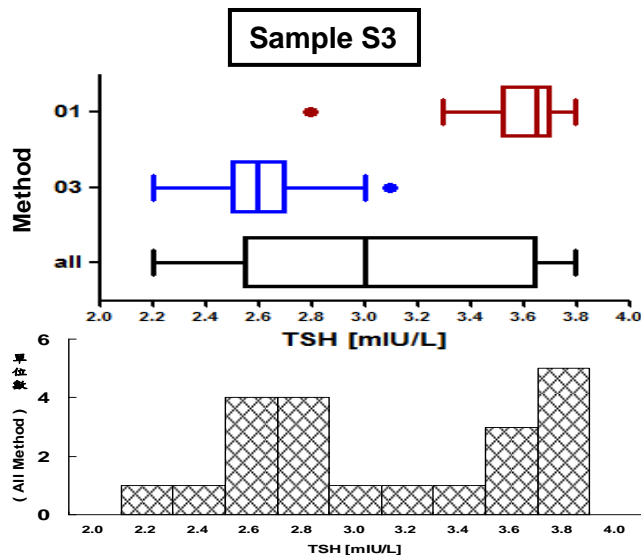 Sample S3
Method
01
03
all
2.0 2.2 2.4 2.6 2.8 3.0 3.2 3.4 3.6 3.8 4.0
TSH [mIU/L]
單位數
( All Method )
6
4
2
0
2.0 2.2 2.4 2.6 2.8 3.0 3.2 3.4 3.6 3.8 4.0
TSH [mIU/L]